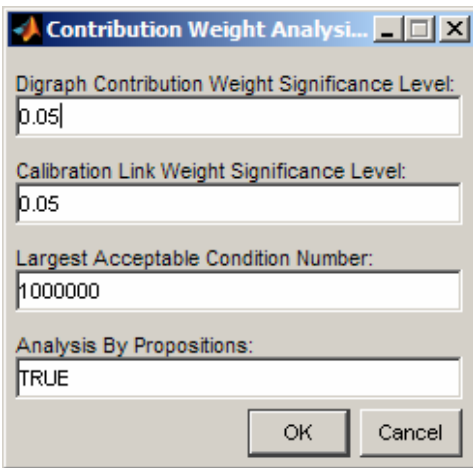 Contribution Weight Analysi...
Digraph Contribution Weight Significance Level:
0.05
Calibration Link Weight Significance Level:
0.05
Largest Acceptable Condition Number:
1000000
Analysis By Propositions:
TRUE
OK Cancel